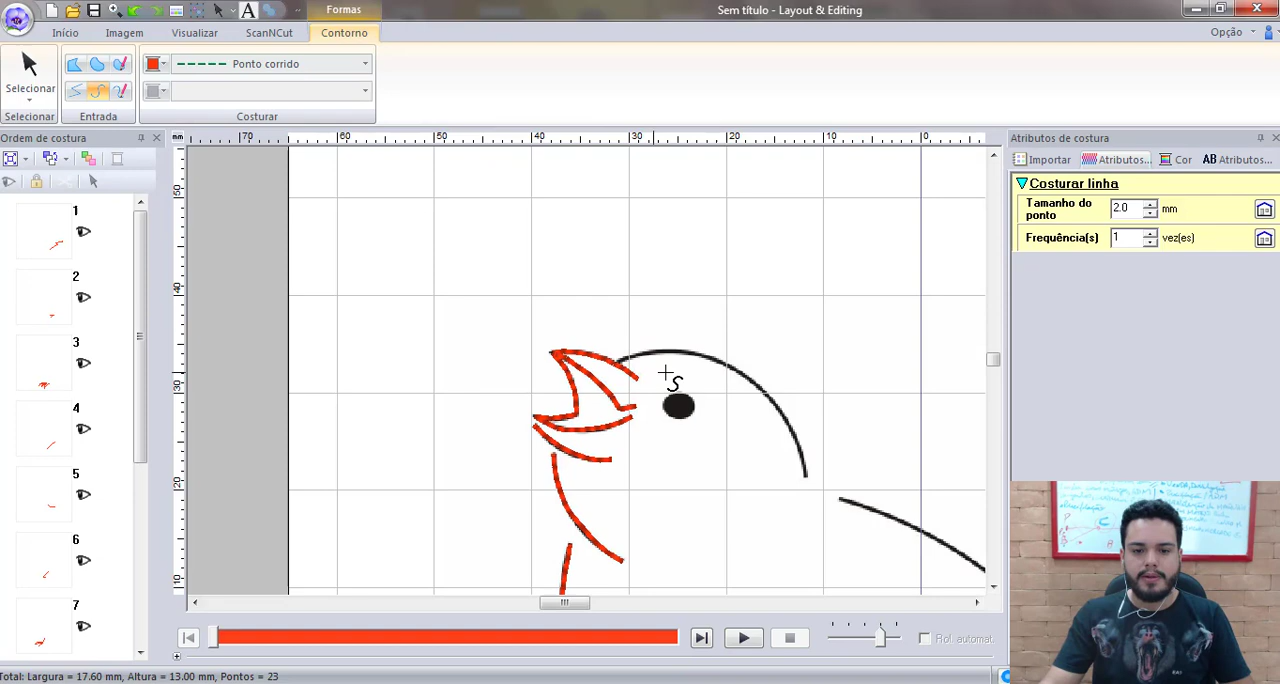 Formas
Sem título - Layout & Editing
Início
Imagem
Visualizar
ScanNCut
Contorno
Opção
Selecionar
Ponto corrido
Selecionar
Entrada
Costurar
Ordem de costura
mm
70
60
50
40
30
20
10
0
Atributos de costura
Importar
Atributos...
Cor
AB Atributos...
Costurar linha
Tamanho do ponto
2.0
mm
Frequência(s)
1
vez(es)
1
2
3
4
5
6
7
50
40
30
20
10
S
Rol. automat.
Total: Largura = 17.60 mm, Altura = 13.00 mm, Pontos = 23